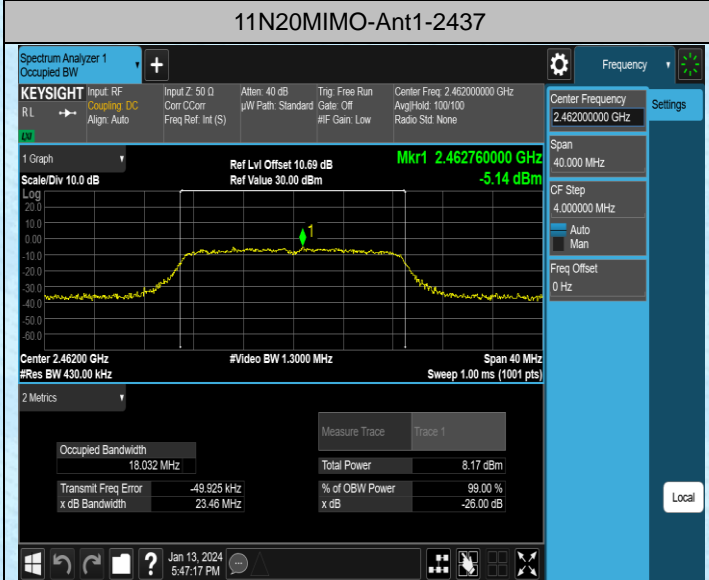 11N20MIMO-Ant1-2437
Spectrum Analyzer 1
Occupied BW
Frequency
KEYSIGHT
RL
LXI
Input: RF
Coupling: DC
Align: Auto
Input Z: 50 Ω
Corr CCorr
Freq Ref: Int (S)
Atten: 40 dB
µW Path: Standard
Trig: Free Run
Gate: Off
#IF Gain: Low
Center Freq: 2.462000000 GHz
Avg|Hold: 100/100
Radio Std: None
Center Frequency
2.462000000 GHz
Settings
Span
40.000 MHz
CF Step
4.000000 MHz
Auto
Man
Freq Offset
0 Hz
Local
1 Graph
Scale/Div 10.0 dB
Ref Lvl Offset 10.69 dB
Ref Value 30.00 dBm
Mkr1 2.462760000 GHz
-5.14 dBm
Log
20.0
10.0
0.00
-10.0
-20.0
-30.0
-40.0
-50.0
-60.0
1
Center 2.46200 GHz
#Video BW 1.3000 MHz
Span 40 MHz
#Res BW 430.00 kHz
Sweep 1.00 ms (1001 pts)
2 Metrics
Measure Trace
Trace 1
Occupied Bandwidth
18.032 MHz
Total Power
8.17 dBm
Transmit Freq Error
-49.925 kHz
% of OBW Power
99.00 %
x dB Bandwidth
23.46 MHz
x dB
-26.00 dB
?
Jan 13, 2024
5:47:17 PM